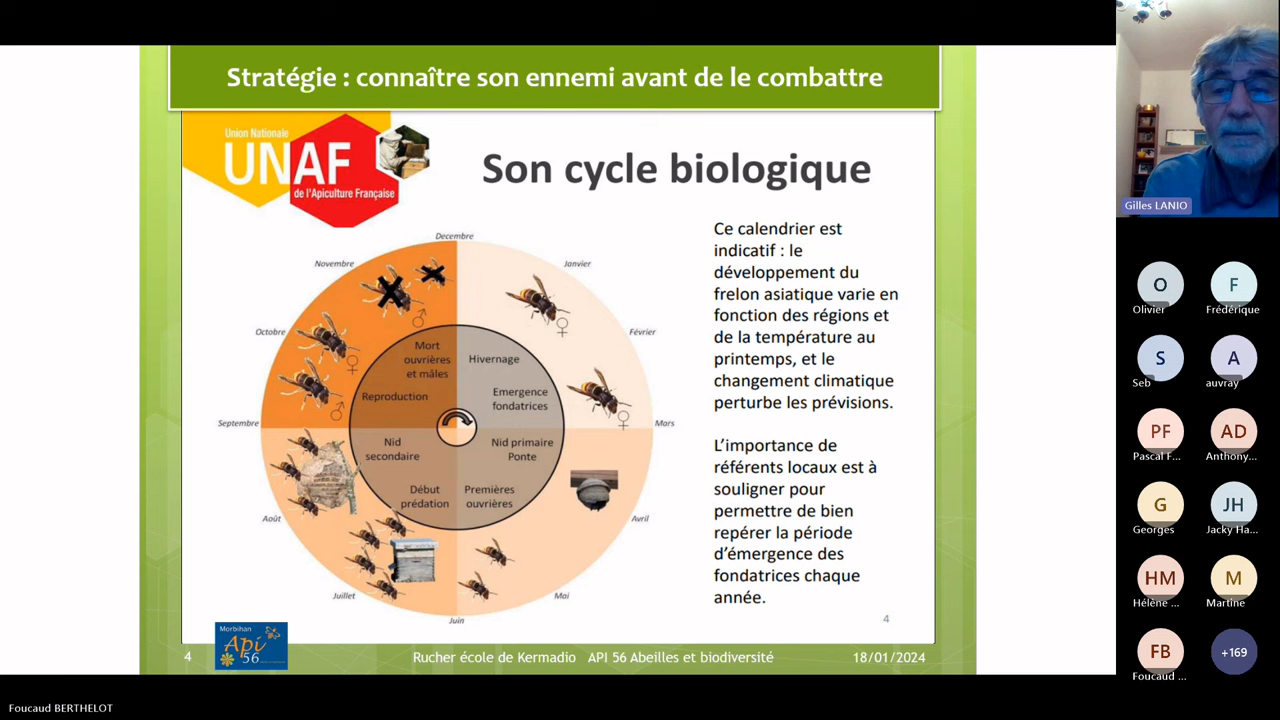 Stratégie : connaître son ennemi avant de le combattre
Union Nationale
UNAF
de l'Apiculture Française
Son cycle biologique
Decembre
Novembre
Janvier
Octobre
Février
Septembre
Mars
Août
Avril
Juillet
Mai
Juin
Mort
ouvrières
et mâles
Hivernage
Reproduction
Emergence
fondatrices
Nid
secondaire
Nid primaire
Ponte
Début
prédation
Premières
ouvrières
Ce calendrier est
indicatif : le
développement du
frelon asiatique varie en
fonction des régions et
de la température au
printemps, et le
changement climatique
perturbe les prévisions.
L'importance de
référents locaux est à
souligner pour
permettre de bien
repérer la période
d'émergence des
fondatrices chaque
année.
4
Morbihan
Api
56
4
Rucher école de Kermadio API 56 Abeilles et biodiversité
18/01/2024
Gilles LANIO
O
Olivier
F
Frédérique
S
Seb
A
auvray
PF
Pascal F...
AD
Anthony...
G
Georges
JH
Jacky Ha...
HM
Hélène ...
M
Martine
FB
Foucaud ...
+169
Foucaud BERTHELOT